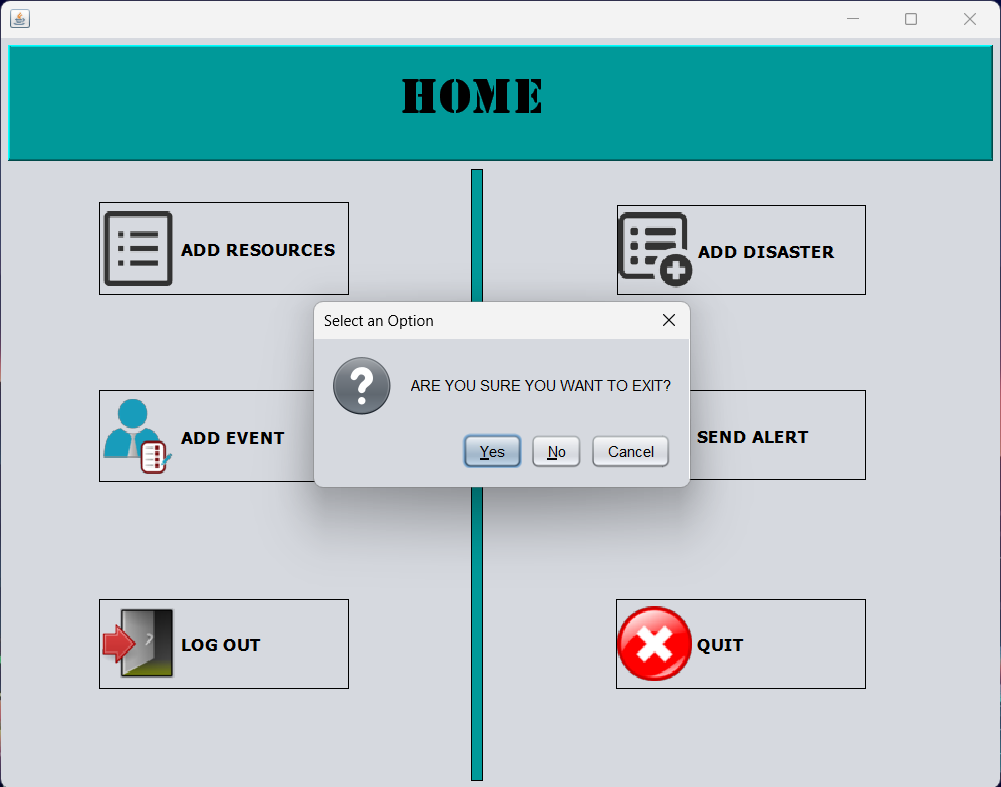 HOME
ADD RESOURCES
ADD DISASTER
Select an Option
ARE YOU SURE YOU WANT TO EXIT?
Yes No Cancel
ADD EVENT
SEND ALERT
LOG OUT
QUIT